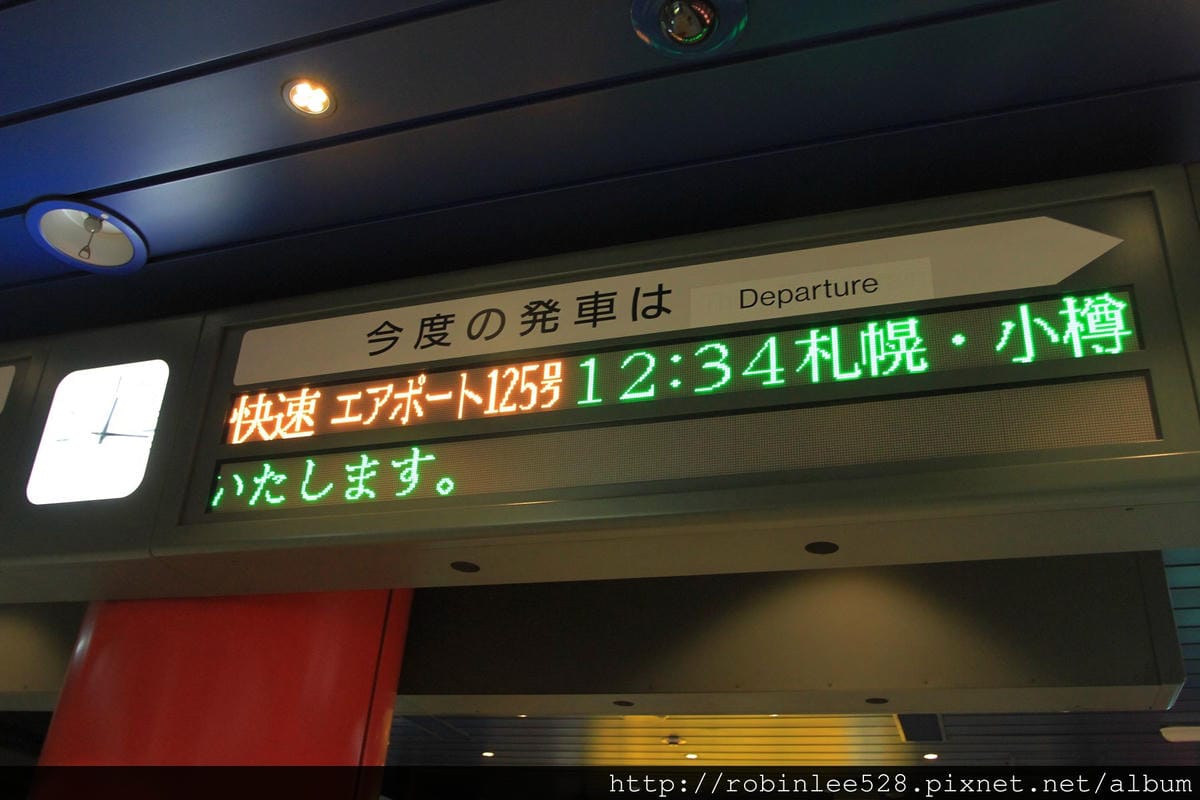 今度の発車は Departure
快速 エアポート125号 12:34 札幌・小樽
いたします。
http://robinlee528.pixnet.net/album